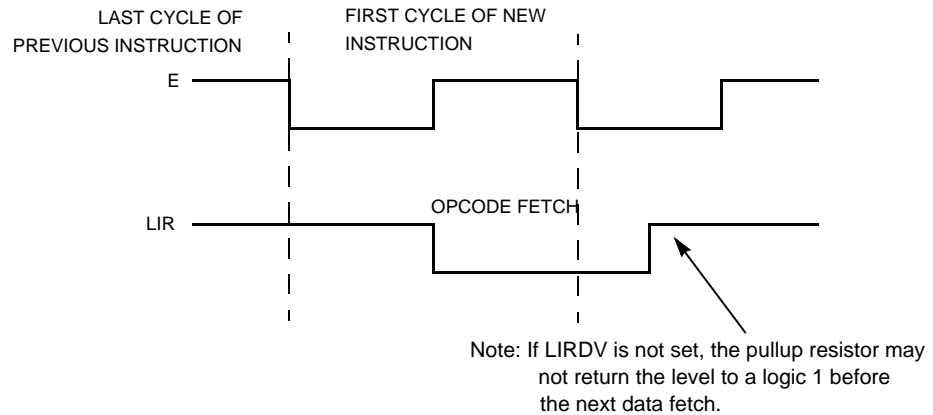 LAST CYCLE OF
PREVIOUS INSTRUCTION
FIRST CYCLE OF NEW
INSTRUCTION
E
OPCODE FETCH
LIR
Note: If LIRDV is not set, the pullup resistor may
not return the level to a logic 1 before
the next data fetch.